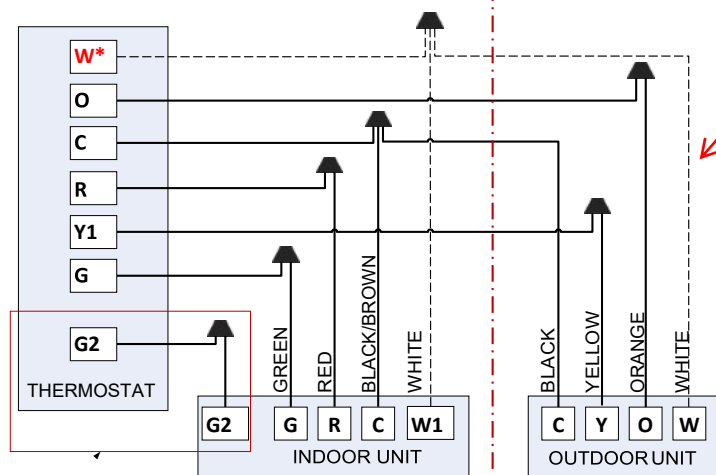 W*
O
C
R
Y1
G
G2
THERMOSTAT
GREEN
RED
BLACK/BROWN
WHITE
BLACK
YELLOW
ORANGE
WHITE
G2 G R C W1
C Y O W
INDOOR UNIT
OUTDOOR UNIT